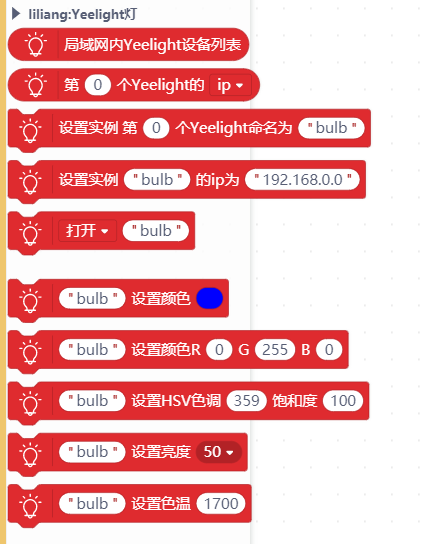 liliang:Yeelight灯
局域网内Yeelight设备列表
第 0 个Yeelight的 ip
设置实例 第 0 个Yeelight命名为 "bulb"
设置实例 "bulb" 的ip为 "192.168.0.0"
打开 "bulb"
"bulb" 设置颜色
"bulb" 设置颜色R 0 G 255 B 0
"bulb" 设置HSV色调 359 饱和度 100
"bulb" 设置亮度 50
"bulb" 设置色温 1700